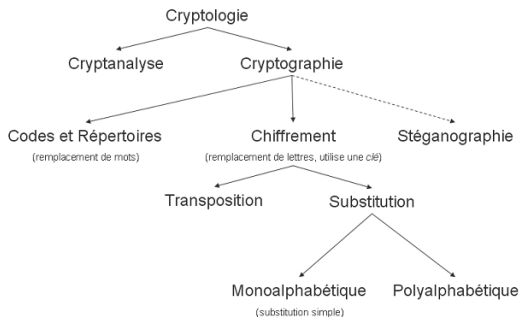 Cryptologie
Cryptanalyse Cryptographie
Codes et Répertoires Chiffrement Stéganographie
(remplacement de mots) (remplacement de lettres, utilise une clé)
Transposition Substitution
Monoalphabétique Polyalphabétique
(substitution simple)